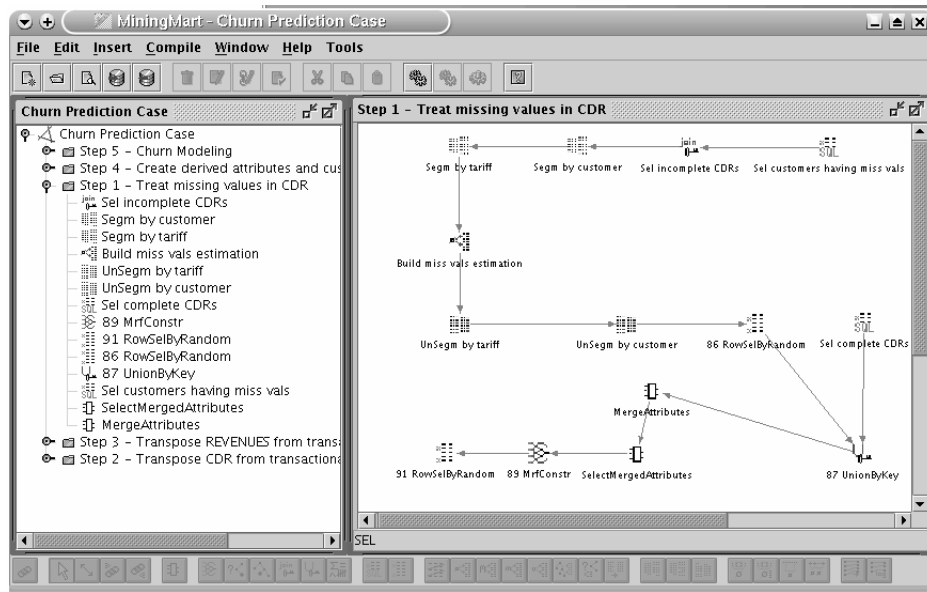 MiningMart - Churn Prediction Case
File Edit Insert Compile Window Help Tools
Churn Prediction Case
Churn Prediction Case
Step 5 - Churn Modeling
Step 4 - Create derived attributes and cus
Step 1 - Treat missing values in CDR
Sel incomplete CDRs
Segm by customer
Segm by tariff
Build miss vals estimation
UnSegm by tariff
UnSegm by customer
Sel complete CDRs
89 MrfConstr
91 RowSelByRandom
86 RowSelByRandom
87 UnionByKey
Sel customers having miss vals
SelectMergedAttributes
MergeAttributes
Step 3 - Transpose REVENUES from trans
Step 2 - Transpose CDR from transactiona
Step 1 - Treat missing values in CDR
Segm by tariff Segm by customer Sel incomplete CDRs Sel customers having miss vals
Build miss vals estimation
UnSegm by tariff UnSegm by customer 86 RowSelByRandom Sel complete CDRs
MergeAttributes
91 RowSelByRandom 89 MrfConstr SelectMergedAttributes 87 UnionByKey
SEL